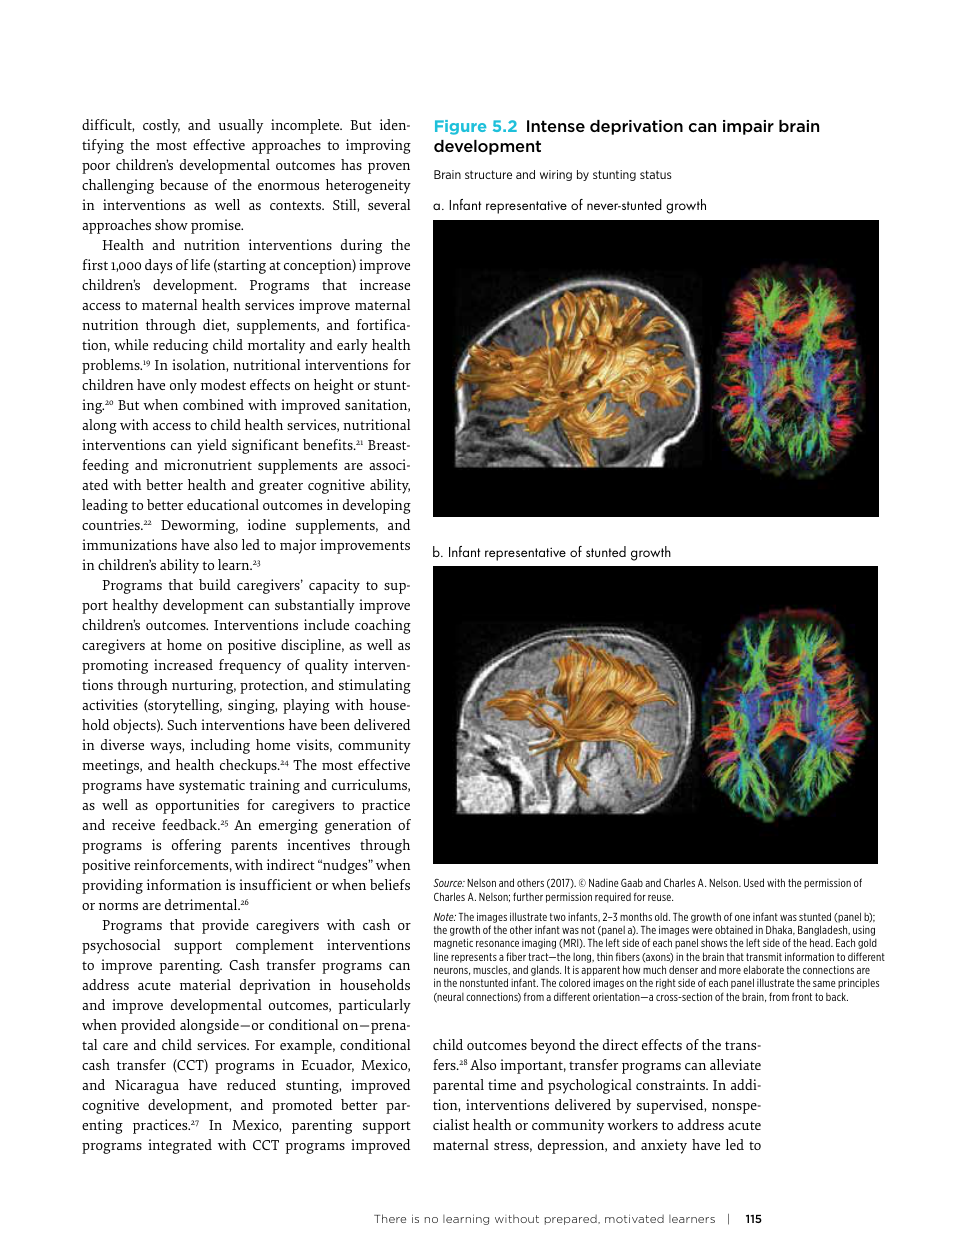 difficult, costly, and usually incomplete. But iden-
tifying the most effective approaches to improving
poor children's developmental outcomes has proven
challenging because of the enormous heterogeneity
in interventions as well as contexts. Still, several
approaches show promise.
Health and nutrition interventions during the
first 1,000 days of life (starting at conception) improve
children's development. Programs that increase
access to maternal health services improve maternal
nutrition through diet, supplements, and fortifica-
tion, while reducing child mortality and early health
problems.19 In isolation, nutritional interventions for
children have only modest effects on height or stunt-
ing.20 But when combined with improved sanitation,
along with access to child health services, nutritional
interventions can yield significant benefits.21 Breast-
feeding and micronutrient supplements are associ-
ated with better health and greater cognitive ability,
leading to better educational outcomes in developing
countries.22 Deworming, iodine supplements, and
immunizations have also led to major improvements
in children's ability to learn.23
Programs that build caregivers' capacity to sup-
port healthy development can substantially improve
children's outcomes. Interventions include coaching
caregivers at home on positive discipline, as well as
promoting increased frequency of quality interven-
tions through nurturing, protection, and stimulating
activities (storytelling, singing, playing with house-
hold objects). Such interventions have been delivered
in diverse ways, including home visits, community
meetings, and health checkups.24 The most effective
programs have systematic training and curriculums,
as well as opportunities for caregivers to practice
and receive feedback.25 An emerging generation of
programs is offering parents incentives through
positive reinforcements, with indirect “nudges” when
providing information is insufficient or when beliefs
or norms are detrimental.26
Programs that provide caregivers with cash or
psychosocial support complement interventions
to improve parenting. Cash transfer programs can
address acute material deprivation in households
and improve developmental outcomes, particularly
when provided alongside—or conditional on—prena-
tal care and child services. For example, conditional
cash transfer (CCT) programs in Ecuador, Mexico,
and Nicaragua have reduced stunting, improved
cognitive development, and promoted better par-
enting practices.27 In Mexico, parenting support
programs integrated with CCT programs improved
Figure 5.2 Intense deprivation can impair brain
development
Brain structure and wiring by stunting status
a. Infant representative of never-stunted growth
b. Infant representative of stunted growth
Source: Nelson and others (2017). © Nadine Gaab and Charles A. Nelson. Used with the permission of
Charles A. Nelson; further permission required for reuse.
Note: The images illustrate two infants, 2–3 months old. The growth of one infant was stunted (panel b);
the growth of the other infant was not (panel a). The images were obtained in Dhaka, Bangladesh, using
magnetic resonance imaging (MRI). The left side of each panel shows the left side of the head. Each gold
line represents a fiber tract—the long, thin fibers (axons) in the brain that transmit information to different
neurons, muscles, and glands. It is apparent how much denser and more elaborate the connections are
in the nonstunted infant. The colored images on the right side of each panel illustrate the same principles
(neural connections) from a different orientation—a cross-section of the brain, from front to back.
child outcomes beyond the direct effects of the trans-
fers.28 Also important, transfer programs can alleviate
parental time and psychological constraints. In addi-
tion, interventions delivered by supervised, nonspe-
cialist health or community workers to address acute
maternal stress, depression, and anxiety have led to
There is no learning without prepared, motivated learners | 115